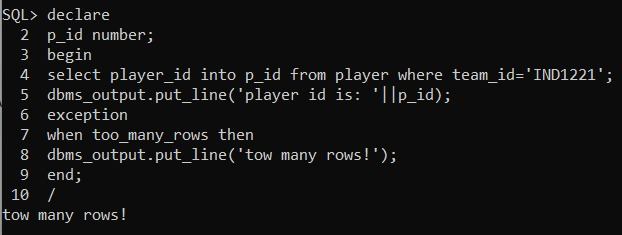 SQL> declare
2 p_id number;
3 begin
4 select player_id into p_id from player where team_id='IND1221';
5 dbms_output.put_line('player id is: '||p_id);
6 exception
7 when too_many_rows then
8 dbms_output.put_line('tow many rows!');
9 end;
10 /
tow many rows!